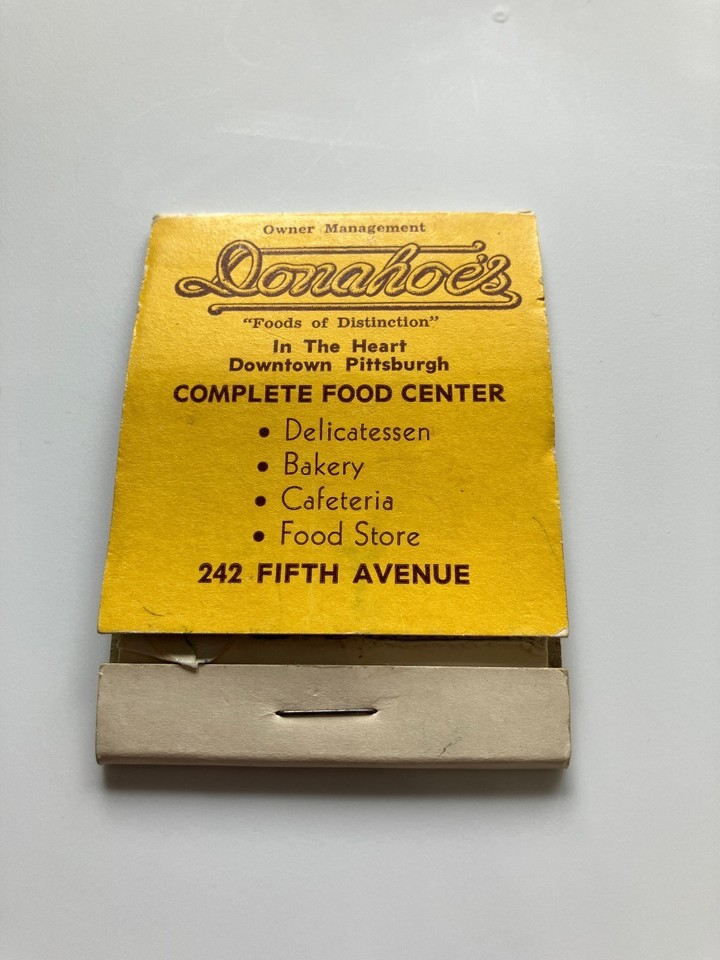 Owner Management
Donahoe's
“Foods of Distinction”
In The Heart
Downtown Pittsburgh
COMPLETE FOOD CENTER
• Delicatessen
• Bakery
• Cafeteria
• Food Store
242 FIFTH AVENUE